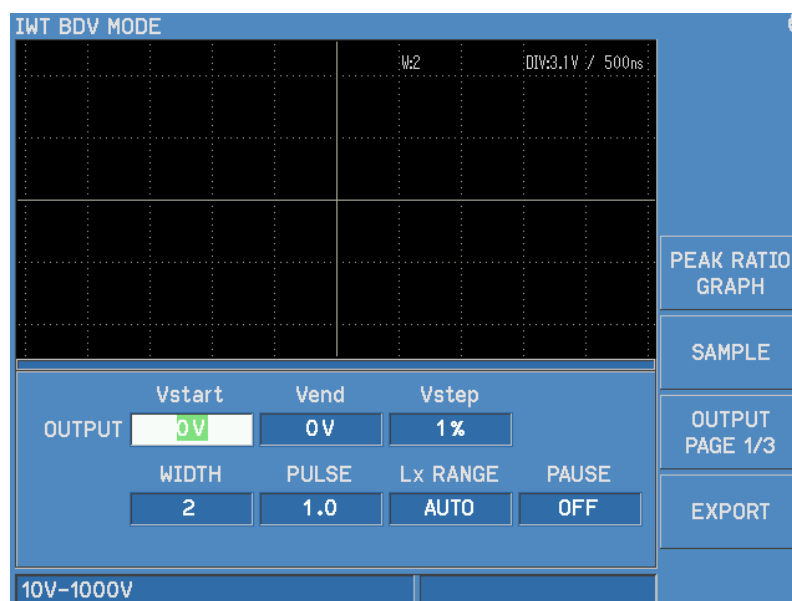 IWT BDV MODE
W:2 DIV:3.1V / 500ns
PEAK RATIO
GRAPH
SAMPLE
OUTPUT
PAGE 1/3
EXPORT
Vstart Vend Vstep
OUTPUT 0V 0V 1%
WIDTH PULSE Lx RANGE PAUSE
2 1.0 AUTO OFF
10V-1000V